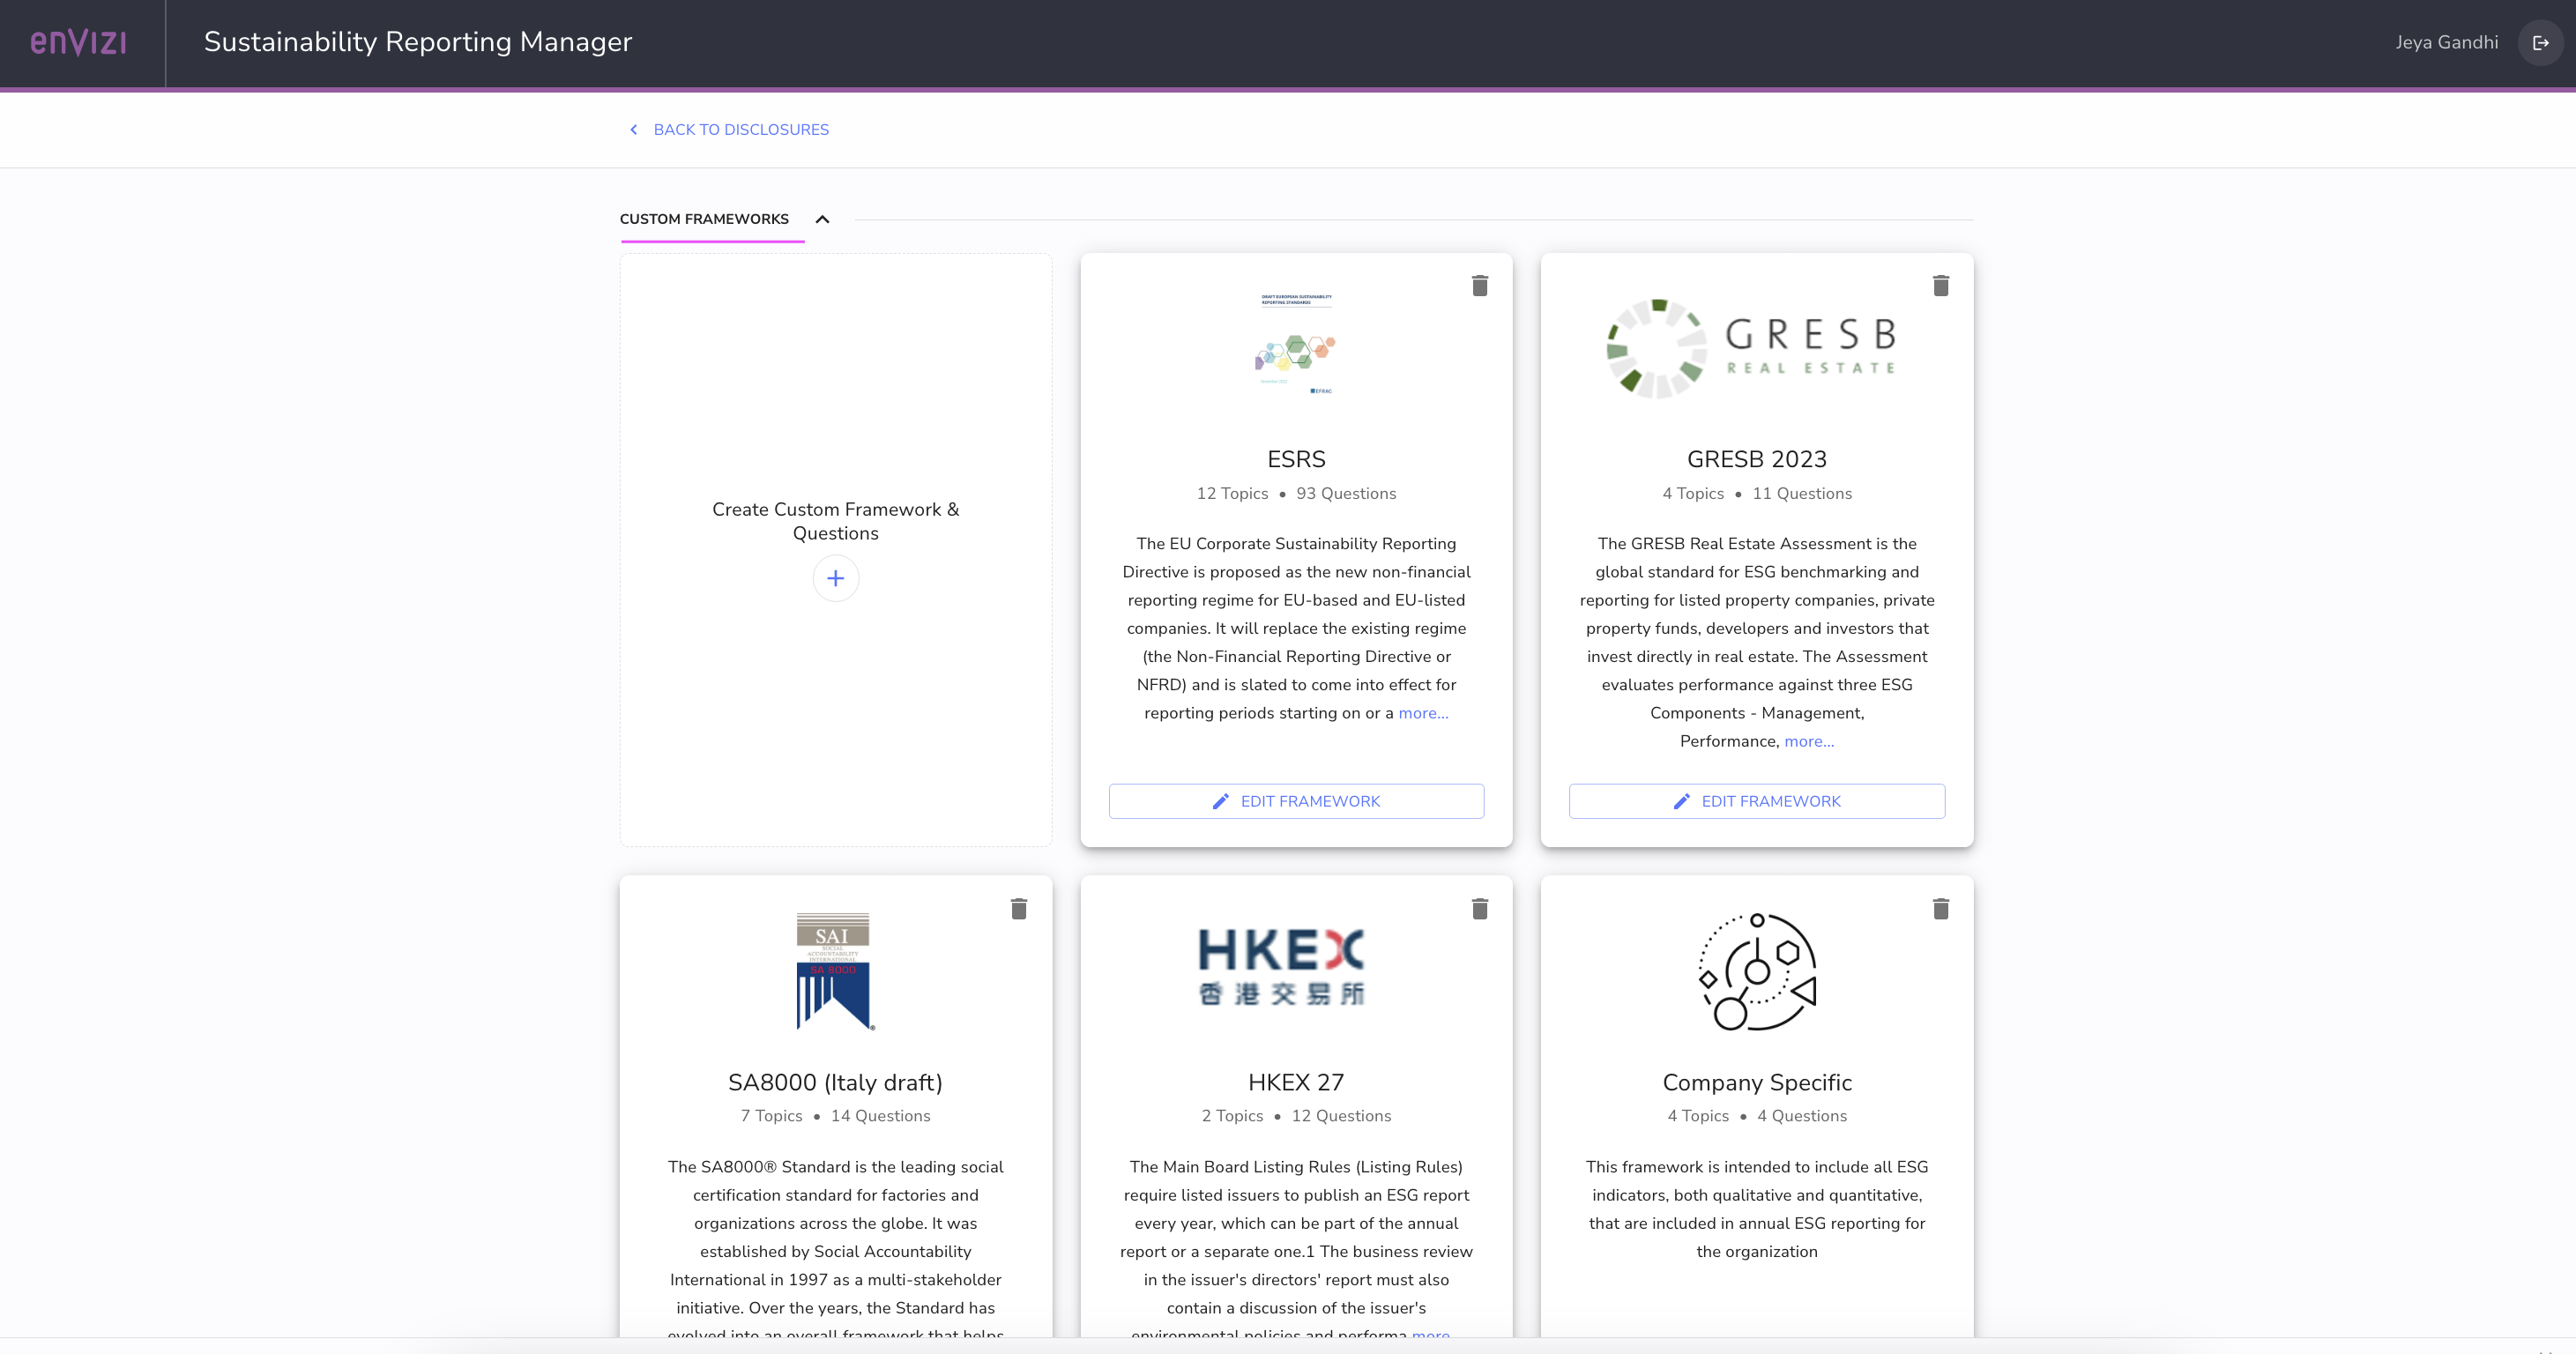 envizi
Sustainability Reporting Manager
Jeya Gandhi
BACK TO DISCLOSURES
CUSTOM FRAMEWORKS
Create Custom Framework &
Questions
DRAFT EUROPEAN SUSTAINABILITY
REPORTING STANDARDS
November 2022
EFRAG
ESRS
12 Topics • 93 Questions
The EU Corporate Sustainability Reporting
Directive is proposed as the new non-financial
reporting regime for EU-based and EU-listed
companies. It will replace the existing regime
(the Non-Financial Reporting Directive or
NFRD) and is slated to come into effect for
reporting periods starting on or a more...
EDIT FRAMEWORK
GRESB
REAL ESTATE
GRESB 2023
4 Topics • 11 Questions
The GRESB Real Estate Assessment is the
global standard for ESG benchmarking and
reporting for listed property companies, private
property funds, developers and investors that
invest directly in real estate. The Assessment
evaluates performance against three ESG
Components - Management,
Performance, more...
EDIT FRAMEWORK
SAI
SOCIAL
ACCOUNTABILITY
INTERNATIONAL
SA 8000
®
SA8000 (Italy draft)
7 Topics • 14 Questions
The SA8000® Standard is the leading social
certification standard for factories and
organizations across the globe. It was
established by Social Accountability
International in 1997 as a multi-stakeholder
initiative. Over the years, the Standard has
evolved into an overall framework that helps
HKEX
香港交易所
HKEX 27
2 Topics • 12 Questions
The Main Board Listing Rules (Listing Rules)
require listed issuers to publish an ESG report
every year, which can be part of the annual
report or a separate one.1 The business review
in the issuer's directors' report must also
contain a discussion of the issuer's
environmental policies and performa more...
Company Specific
4 Topics • 4 Questions
This framework is intended to include all ESG
indicators, both qualitative and quantitative,
that are included in annual ESG reporting for
the organization